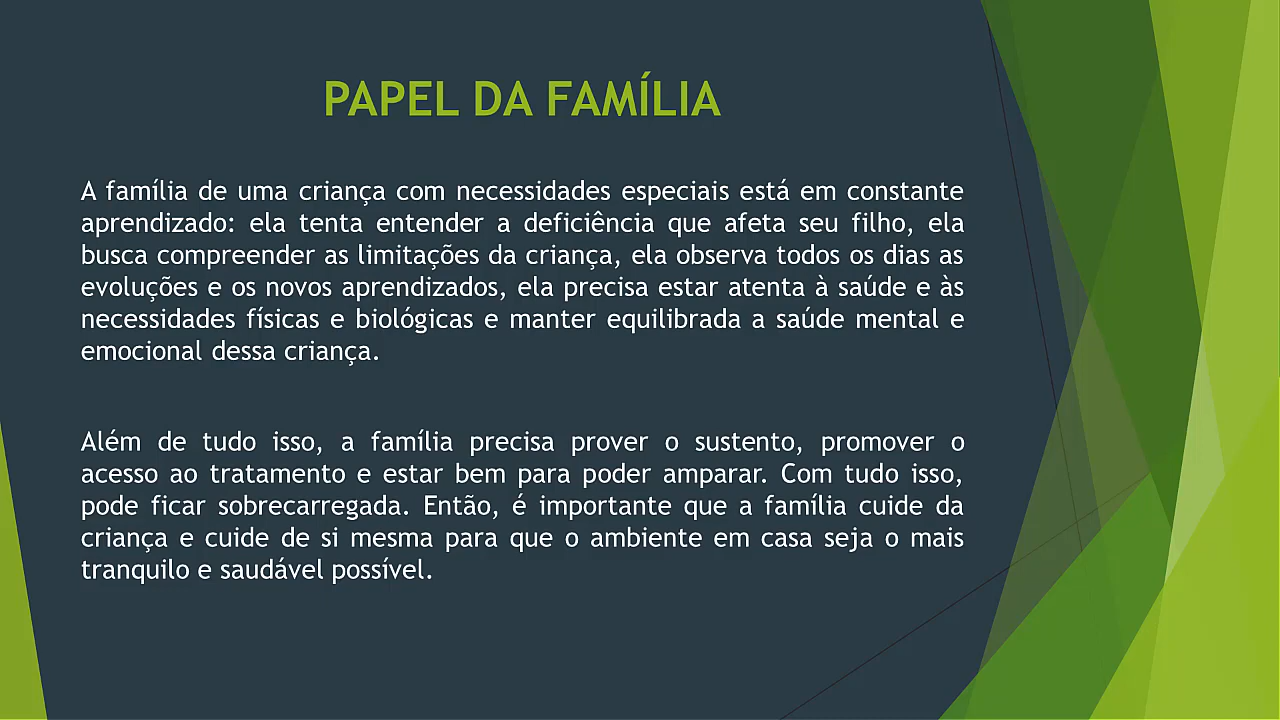 PAPEL DA FAMÍLIA
A família de uma criança com necessidades especiais está em constante
aprendizado: ela tenta entender a deficiência que afeta seu filho, ela
busca compreender as limitações da criança, ela observa todos os dias as
evoluções e os novos aprendizados, ela precisa estar atenta à saúde e às
necessidades físicas e biológicas e manter equilibrada a saúde mental e
emocional dessa criança.
Além de tudo isso, a família precisa prover o sustento, promover o
acesso ao tratamento e estar bem para poder amparar. Com tudo isso,
pode ficar sobrecarregada. Então, é importante que a família cuide da
criança e cuide de si mesma para que o ambiente em casa seja o mais
tranquilo e saudável possível.